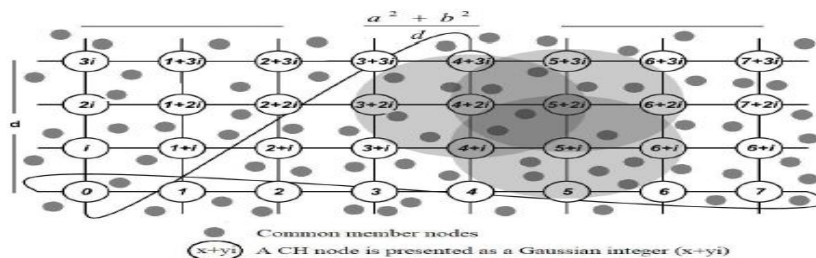 a² + b²
d
3i 1+3i 2+3i 3+3i 4+3i 5+3i 6+3i 7+3i
2i 1+2i 2+2i 3+2i 4+2i 5+2i 6+2i 7+2i
d
i 1+i 2+i 3+i 4+i 5+i 6+i 6+i
0 1 2 3 4 5 6 7
Common member nodes
x+yi A CH node is presented as a Gaussian integer (x+yi)